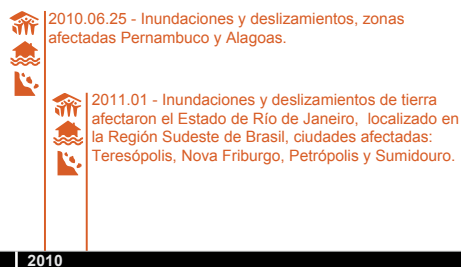 2010.06.25 - Inundaciones y deslizamientos, zonas
afectadas Pernambuco y Alagoas.
2011.01 - Inundaciones y deslizamientos de tierra
afectaron el Estado de Río de Janeiro, localizado en
la Región Sudeste de Brasil, ciudades afectadas:
Teresópolis, Nova Friburgo, Petrópolis y Sumidouro.
2010